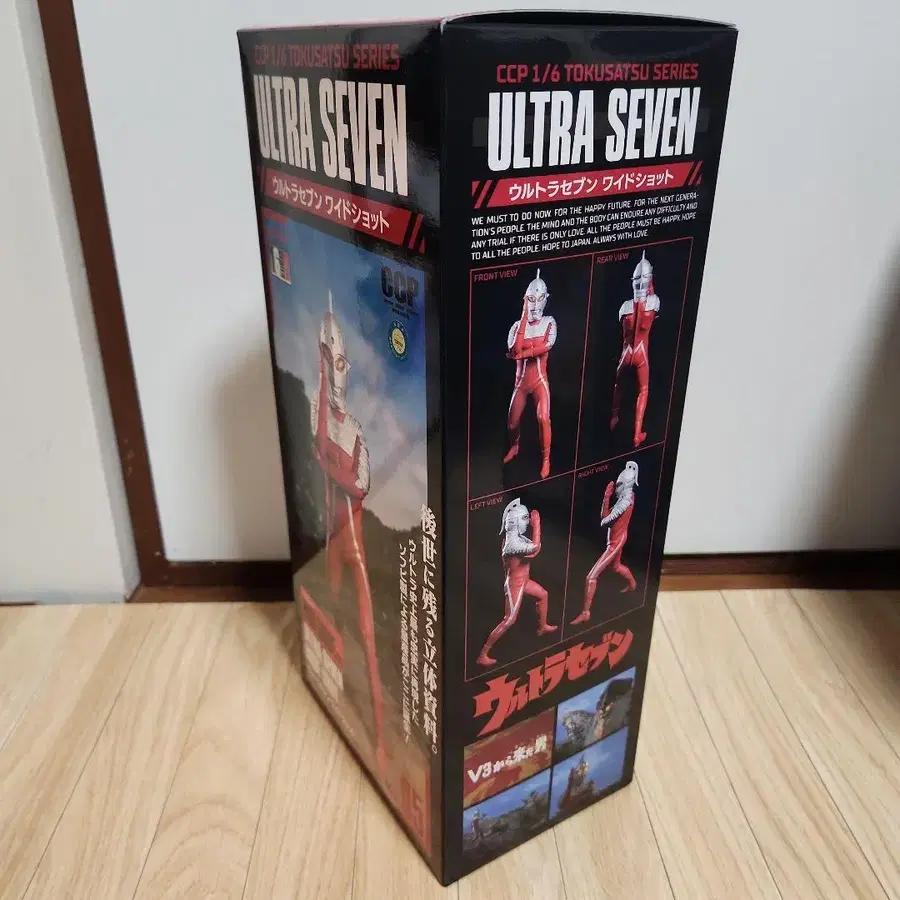 CCP 1/6 TOKUSATSU SERIES
ULTRA SEVEN
ウルトラセブン ワイドショット
CCP
後世に残る立体資料。
15
CCP 1/6 TOKUSATSU SERIES
ULTRA SEVEN
ウルトラセブン ワイドショット
WE MUST TO DO NOW FOR THE HAPPY FUTURE FOR THE NEXT GENERA-
TION'S PEOPLE. THE MIND AND THE BODY CAN ENDURE ANY DIFFICULTY AND
ANY TRIAL IF THERE IS ONLY LOVE. ALL THE PEOPLE MUST BE HAPPY. HOPE
TO ALL THE PEOPLE. HOPE TO JAPAN. ALWAYS WITH LOVE.
FRONT VIEW
REAR VIEW
LEFT VIEW
RIGHT VIEW
ウルトラセブン
V3から来た男